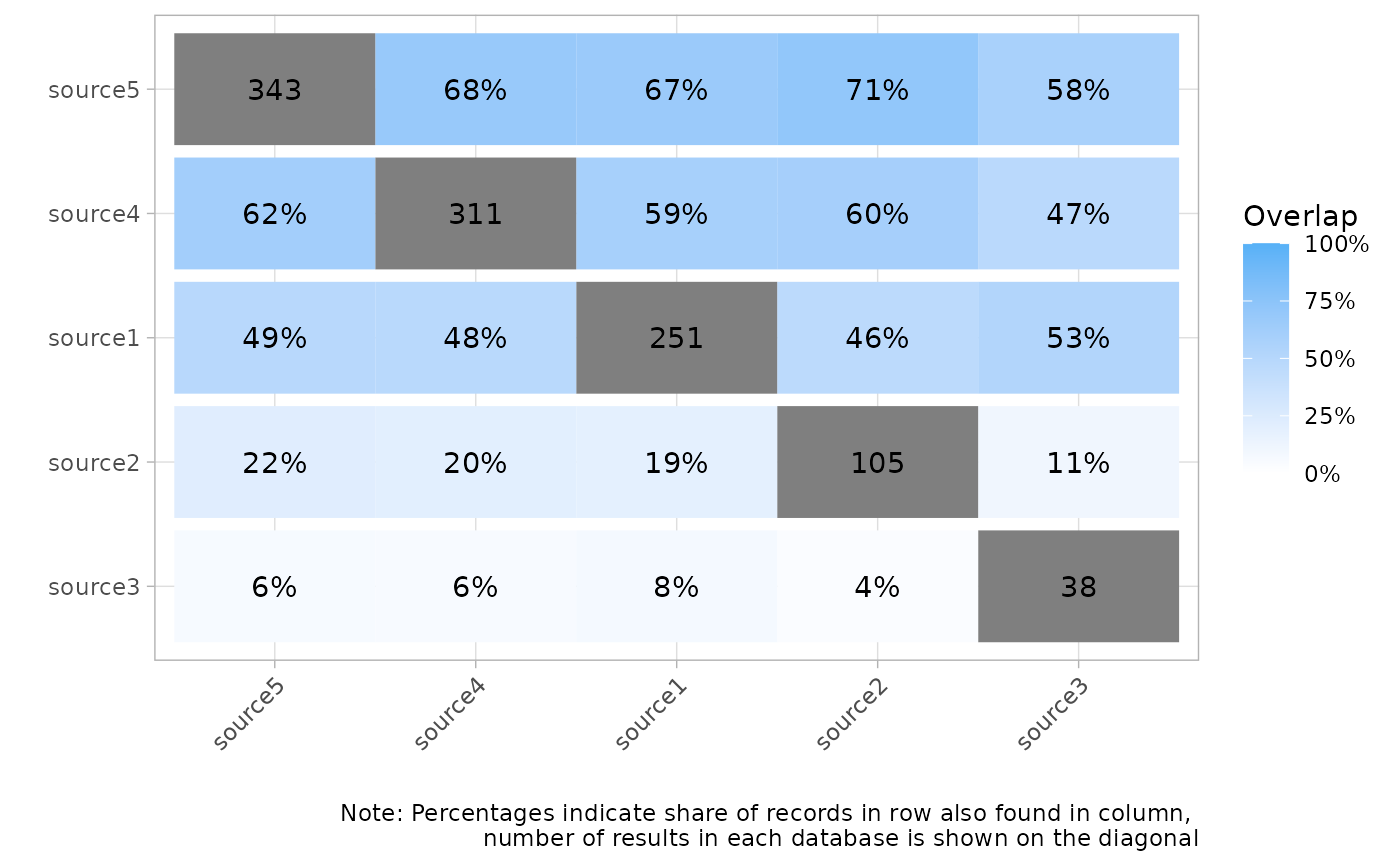 source5 343 68% 67% 71% 58%
source4 62% 311 59% 60% 47%
source1 49% 48% 251 46% 53%
source2 22% 20% 19% 105 11%
source3 6% 6% 8% 4% 38
source5 source4 source1 source2 source3
Overlap
100%
75%
50%
25%
0%
Note: Percentages indicate share of records in row also found in column,
number of results in each database is shown on the diagonal